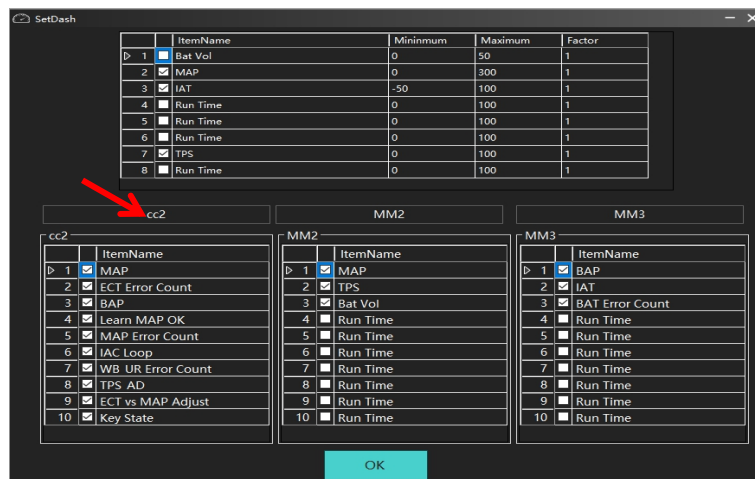 SetDash
ItemName Mininmum Maximum Factor
1 Bat Vol 0 50 1
2 MAP 0 300 1
3 IAT -50 100 1
4 Run Time 0 100 1
5 Run Time 0 100 1
6 Run Time 0 100 1
7 TPS 0 100 1
8 Run Time 0 100 1
cc2 MM2 MM3
cc2 MM2 MM3
ItemName ItemName ItemName
1 MAP 1 MAP 1 BAP
2 ECT Error Count 2 TPS 2 IAT
3 BAP 3 Bat Vol 3 BAT Error Count
4 Learn MAP OK 4 Run Time 4 Run Time
5 MAP Error Count 5 Run Time 5 Run Time
6 IAC Loop 6 Run Time 6 Run Time
7 WB UR Error Count 7 Run Time 7 Run Time
8 TPS AD 8 Run Time 8 Run Time
9 ECT vs MAP Adjust 9 Run Time 9 Run Time
10 Key State 10 Run Time 10 Run Time
OK